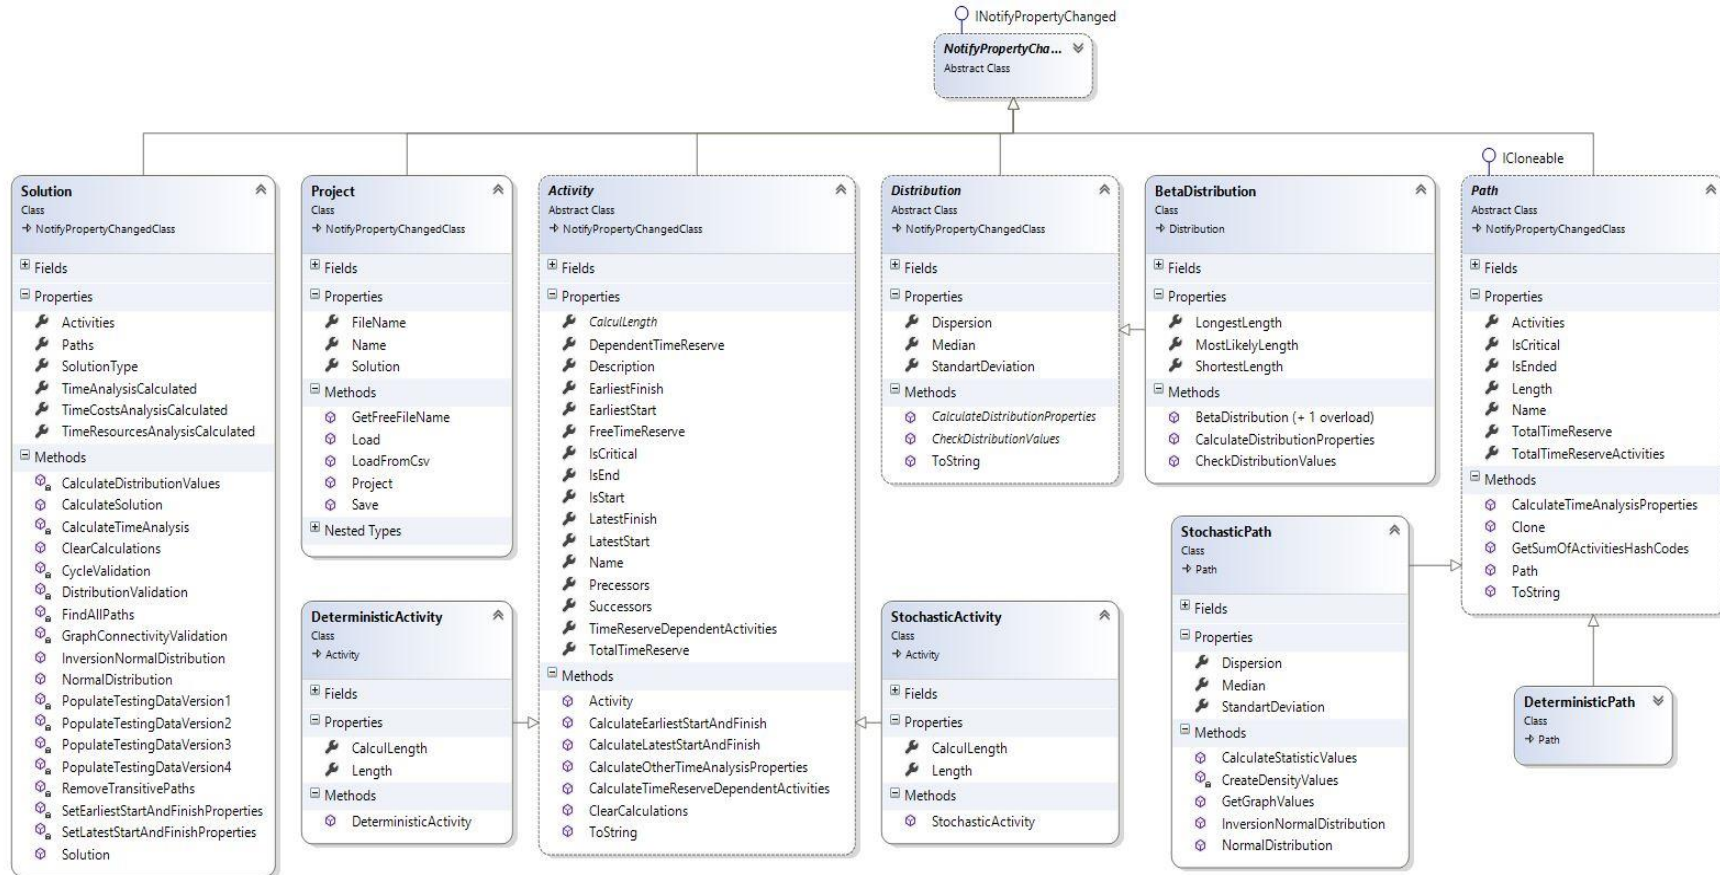 INotifyPropertyChanged
NotifyPropertyCha...
Abstract Class
Solution
Class
NotifyPropertyChangedClass
Fields
Properties
Activities
Paths
SolutionType
TimeAnalysisCalculated
TimeCostsAnalysisCalculated
TimeResourcesAnalysisCalculated
Methods
CalculateDistributionValues
CalculateSolution
CalculateTimeAnalysis
ClearCalculations
CycleValidation
DistributionValidation
FindAllPaths
GraphConnectivityValidation
InversionNormalDistribution
NormalDistribution
PopulateTestingDataVersion1
PopulateTestingDataVersion2
PopulateTestingDataVersion3
PopulateTestingDataVersion4
RemoveTransitivePaths
SetEarliestStartAndFinishProperties
SetLatestStartAndFinishProperties
Solution
Project
Class
NotifyPropertyChangedClass
Fields
Properties
FileName
Name
Solution
Methods
GetFreeFileName
Load
LoadFromCsv
Project
Save
Nested Types
DeterministicActivity
Class
Activity
Fields
Properties
CalculLength
Length
Methods
DeterministicActivity
Activity
Abstract Class
NotifyPropertyChangedClass
Fields
Properties
CalculLength
DependentTimeReserve
Description
EarliestFinish
EarliestStart
FreeTimeReserve
IsCritical
IsEnd
IsStart
LatestFinish
LatestStart
Name
Precessors
Successors
TimeReserveDependentActivities
TotalTimeReserve
Methods
Activity
CalculateEarliestStartAndFinish
CalculateLatestStartAndFinish
CalculateOtherTimeAnalysisProperties
CalculateTimeReserveDependentActivities
ClearCalculations
ToString
Distribution
Abstract Class
NotifyPropertyChangedClass
Fields
Properties
Dispersion
Median
StandartDeviation
Methods
CalculateDistributionProperties
CheckDistributionValues
ToString
StochasticActivity
Class
Activity
Fields
Properties
CalculLength
Length
Methods
StochasticActivity
BetaDistribution
Class
Distribution
Fields
Properties
LongestLength
MostLikelyLength
ShortestLength
Methods
BetaDistribution (+ 1 overload)
CalculateDistributionProperties
CheckDistributionValues
StochasticPath
Class
Path
Fields
Properties
Dispersion
Median
StandartDeviation
Methods
CalculateStatisticValues
CreateDensityValues
GetGraphValues
InversionNormalDistribution
NormalDistribution
ICloneable
Path
Abstract Class
NotifyPropertyChangedClass
Fields
Properties
Activities
IsCritical
IsEnded
Length
Name
TotalTimeReserve
TotalTimeReserveActivities
Methods
CalculateTimeAnalysisProperties
Clone
GetSumOfActivitiesHashCodes
Path
ToString
DeterministicPath
Class
Path